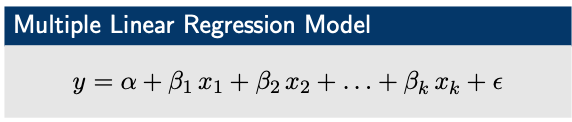 Multiple Linear Regression Model
y = α + β₁ x₁ + β₂ x₂ + … + βₖ xₖ + ϵ